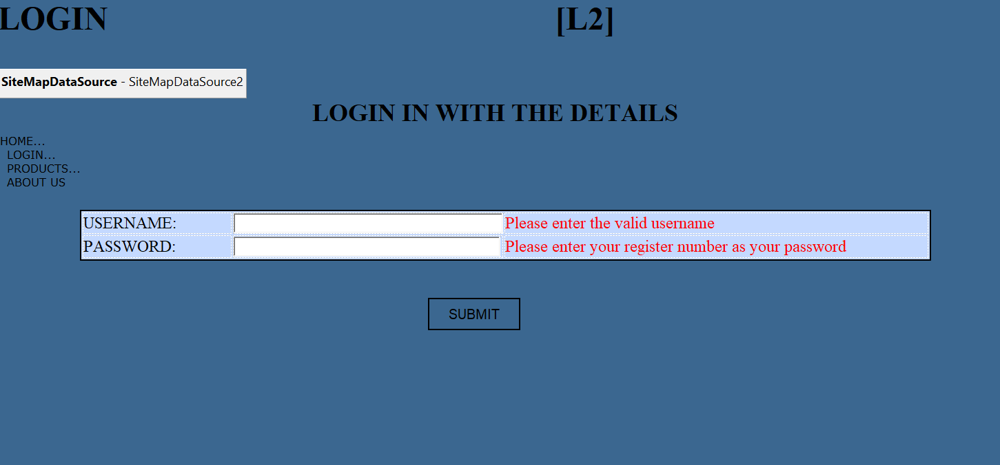 LOGIN [L2]
SiteMapDataSource - SiteMapDataSource2
LOGIN IN WITH THE DETAILS
HOME...
LOGIN...
PRODUCTS...
ABOUT US
USERNAME: Please enter the valid username
PASSWORD: Please enter your register number as your password
SUBMIT